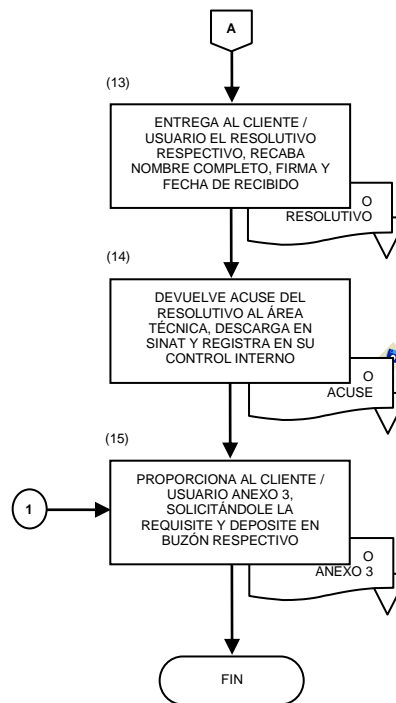 A
(13)
ENTREGA AL CLIENTE /
USUARIO EL RESOLUTIVO
RESPECTIVO, RECABA
NOMBRE COMPLETO, FIRMA Y
FECHA DE RECIBIDO
O
RESOLUTIVO
(14)
DEVUELVE ACUSE DEL
RESOLUTIVO AL ÁREA
TÉCNICA, DESCARGA EN
SINAT Y REGISTRA EN SU
CONTROL INTERNO
O
ACUSE
(15)
PROPORCIONA AL CLIENTE /
USUARIO ANEXO 3,
SOLICITÁNDOLE LA
REQUISITE Y DEPOSITE EN
BUZÓN RESPECTIVO
1
O
ANEXO 3
FIN